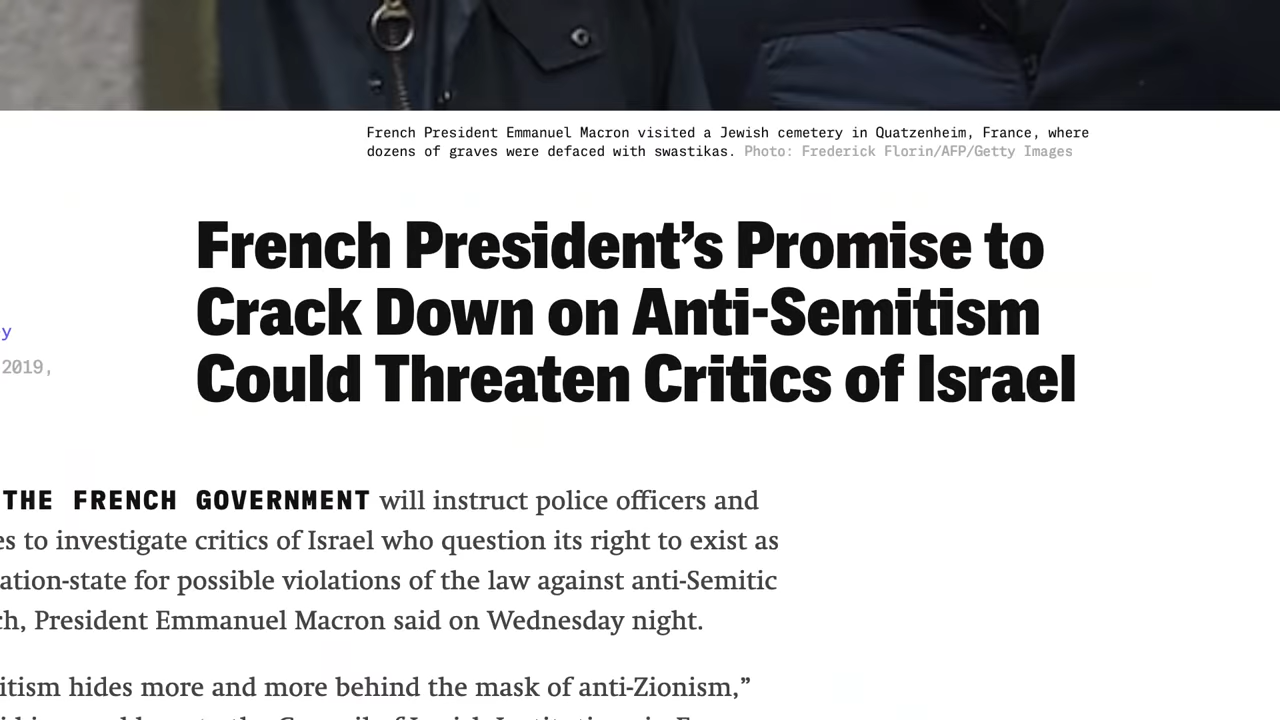 French President Emmanuel Macron visited a Jewish cemetery in Quatzenheim, France, where
dozens of graves were defaced with swastikas. Photo: Frederick Florin/AFP/Getty Images
French President’s Promise to
Crack Down on Anti-Semitism
Could Threaten Critics of Israel
y
2019,
THE FRENCH GOVERNMENT will instruct police officers and
es to investigate critics of Israel who question its right to exist as
ation-state for possible violations of the law against anti-Semitic
ch, President Emmanuel Macron said on Wednesday night.
itism hides more and more behind the mask of anti-Zionism,”